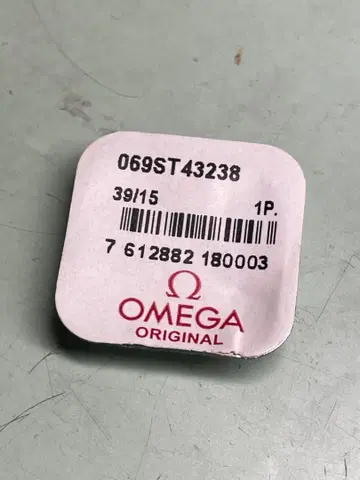 069ST43238
39/15 1P.
7 612882 180003
Ω
OMEGA
ORIGINAL